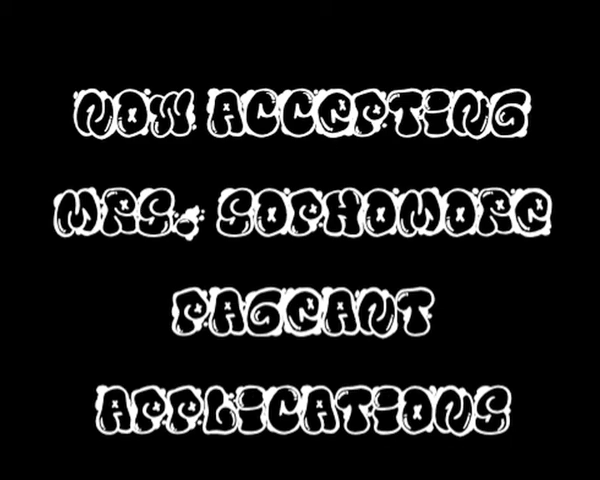 NOW ACCEPTING
MRS. SOPHOMORE
PAGEANT
APPLICATIONS